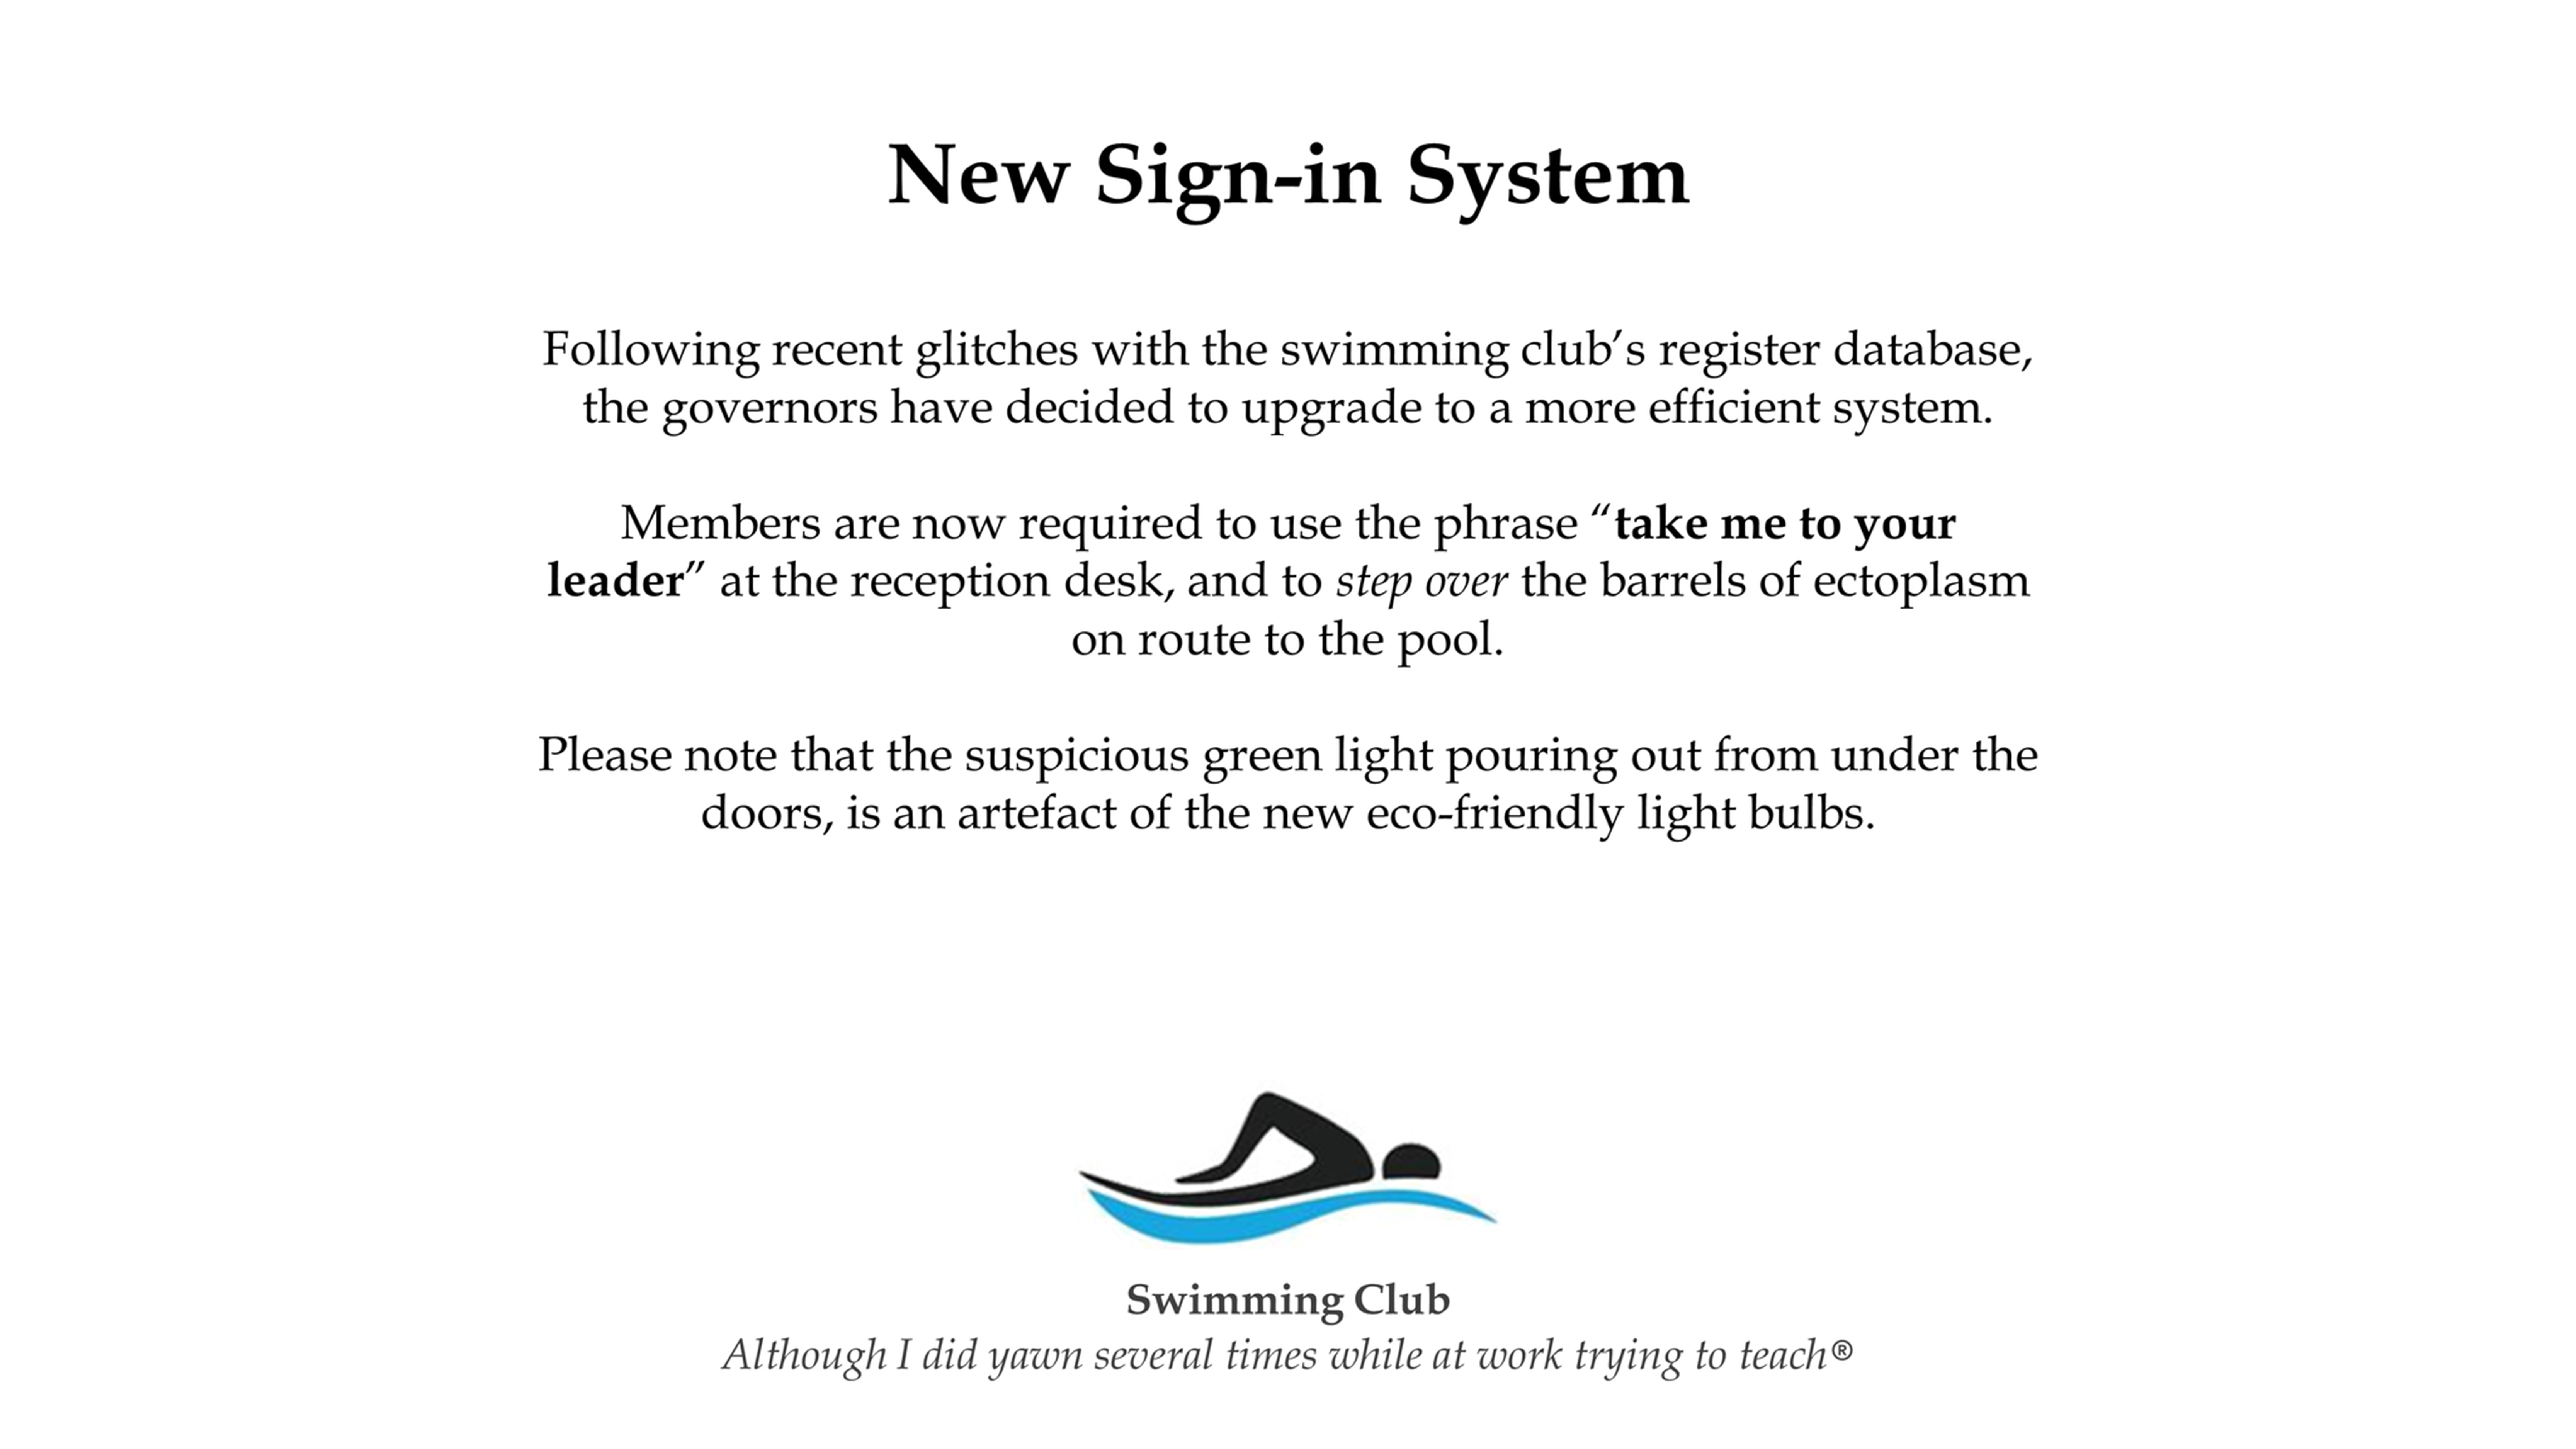 New Sign-in System
Following recent glitches with the swimming club’s register database,
the governors have decided to upgrade to a more efficient system.
Members are now required to use the phrase “take me to your
leader” at the reception desk, and to step over the barrels of ectoplasm
on route to the pool.
Please note that the suspicious green light pouring out from under the
doors, is an artefact of the new eco-friendly light bulbs.
Swimming Club
Although I did yawn several times while at work trying to teach®